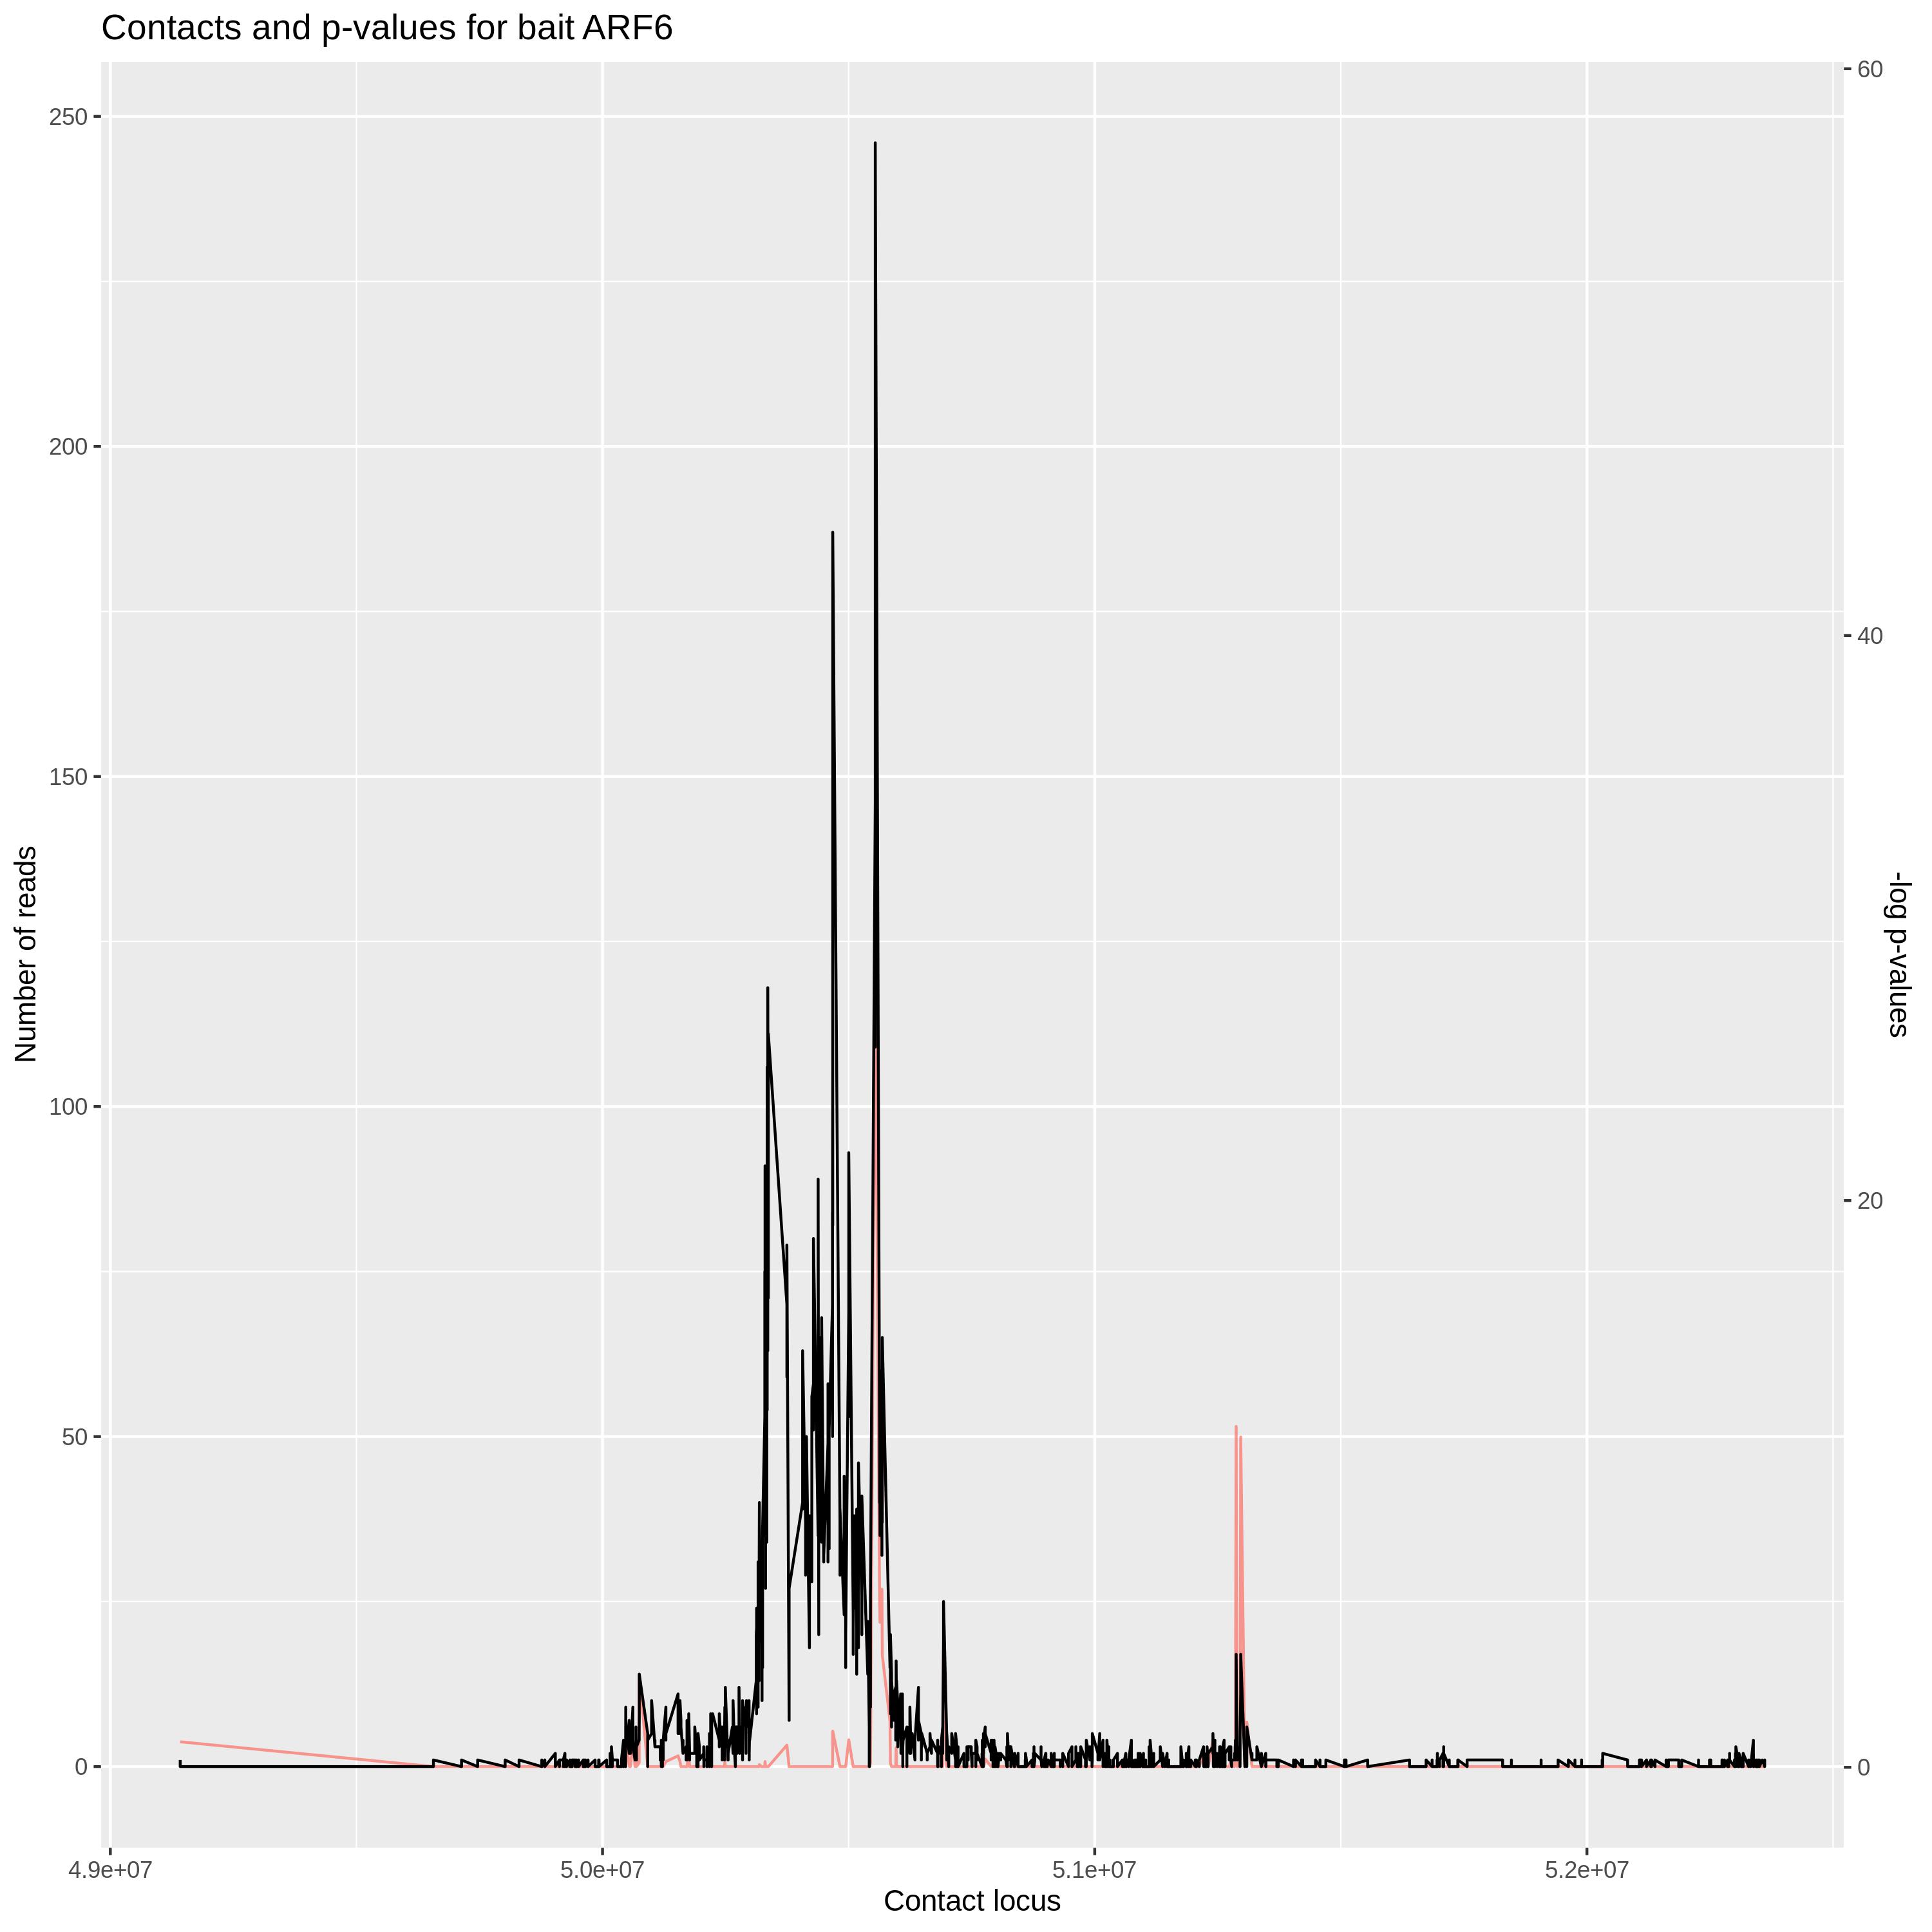 Contacts and p-values for bait ARF6
250
200
150
100
50
0
Number of reads
60
40
20
0
-log p-values
4.9e+07
5.0e+07
5.1e+07
5.2e+07
Contact locus